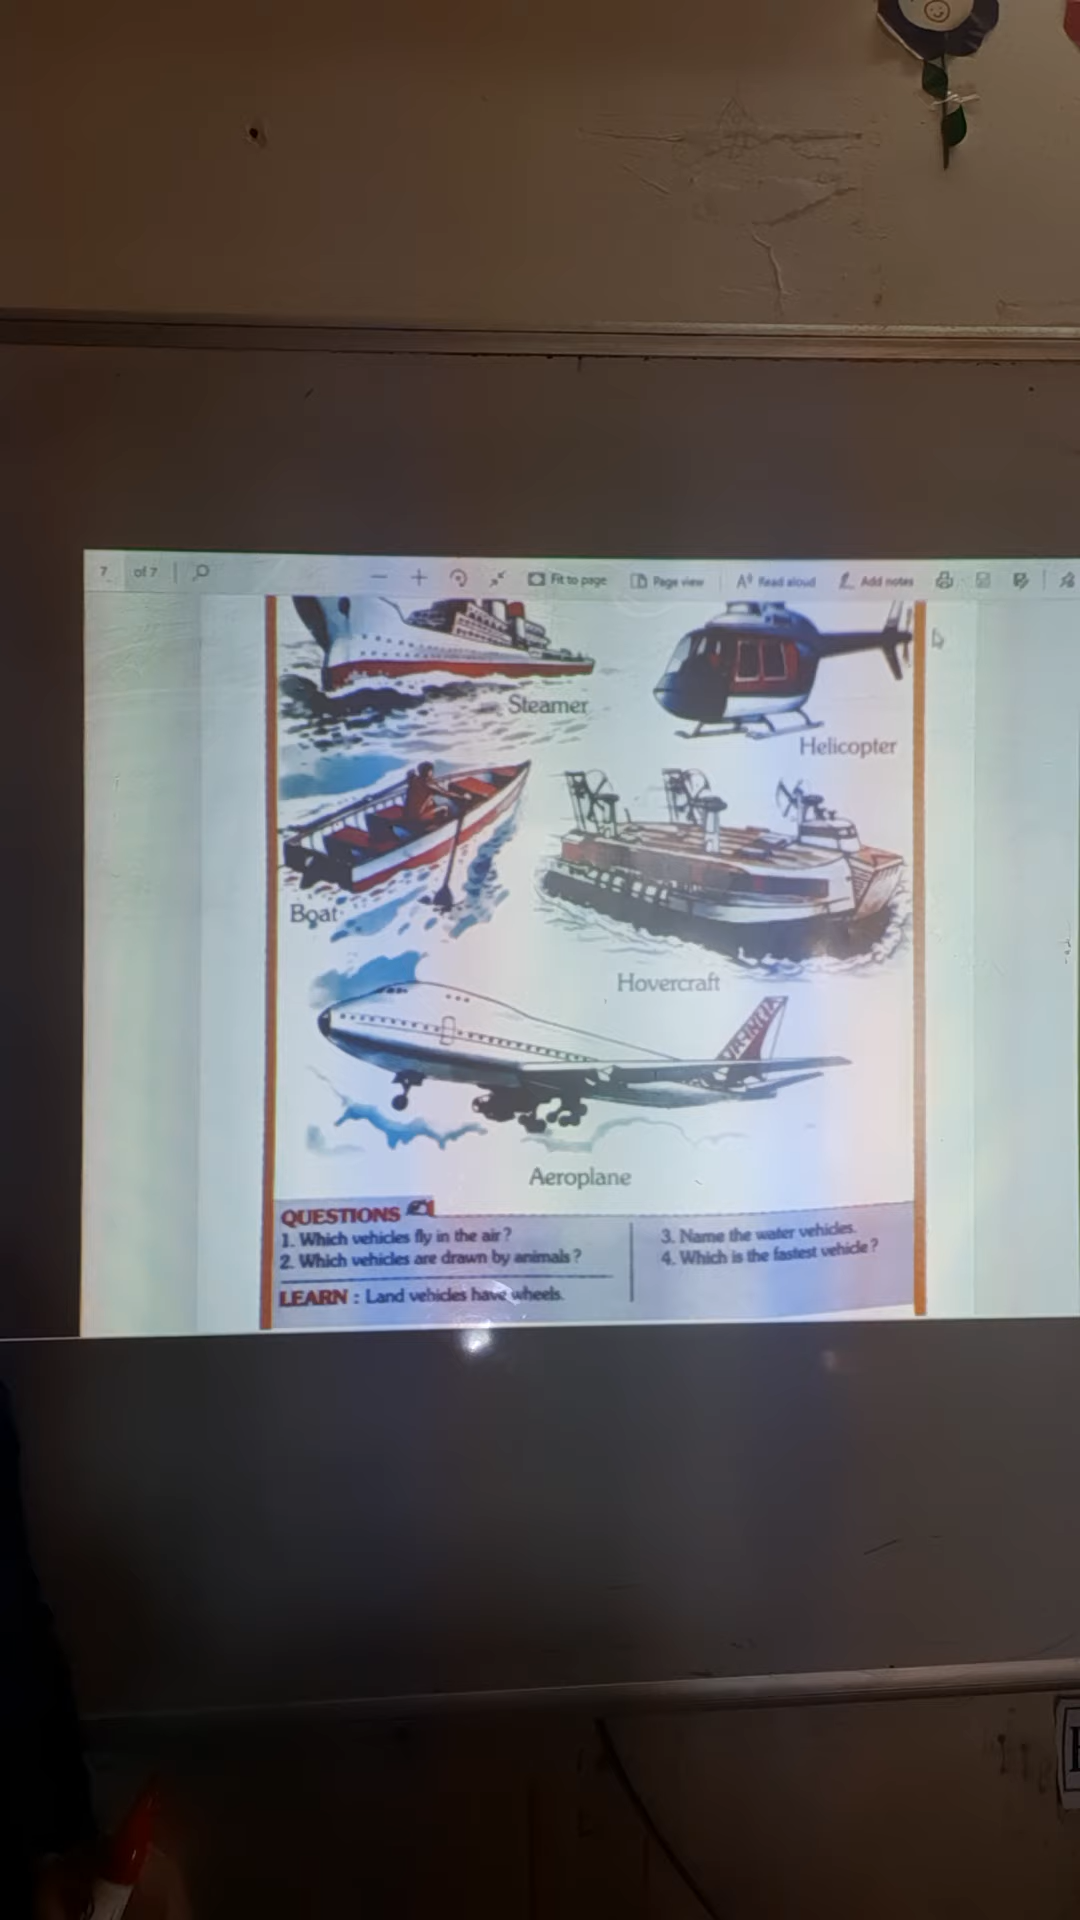 7 of 7 Fit to page Page view Read aloud Add notes
Steamer
Helicopter
Boat
Hovercraft
Aeroplane
QUESTIONS
1. Which vehicles fly in the air?
2. Which vehicles are drawn by animals?
3. Name the water vehicles.
4. Which is the fastest vehicle?
LEARN : Land vehicles have wheels.